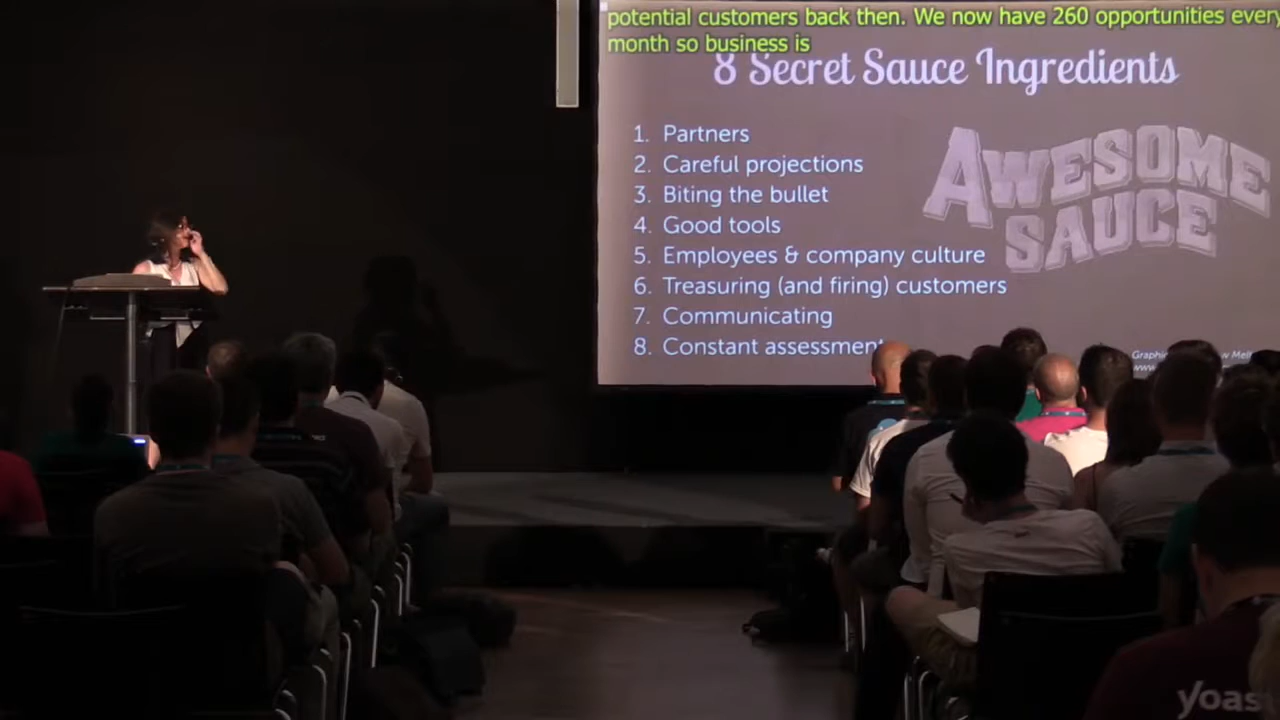 potential customers back then. We now have 260 opportunities every
month so business is
8 Secret Sauce Ingredients
1. Partners
2. Careful projections
3. Biting the bullet
4. Good tools
5. Employees & company culture
6. Treasuring (and firing) customers
7. Communicating
8. Constant assessment
AWESOME
SAUCE